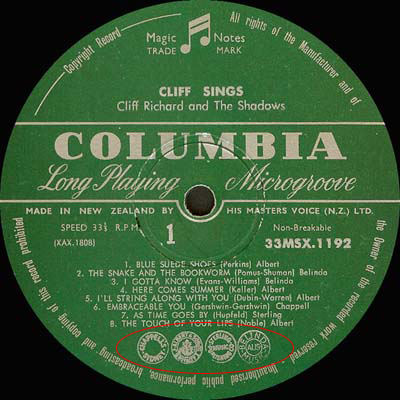 Copyright Record
All rights of the Manufacturer and of
the Owner of the recorded work reserved
Unauthorised public performance, broadcasting and copying of this record prohibited
Magic Notes
TRADE MARK
CLIFF SINGS
Cliff Richard and The Shadows
COLUMBIA
Long Playing Microgroove
MADE IN NEW ZEALAND BY HIS MASTERS VOICE (N.Z.) LTD.
SPEED 33⅓ R.P.M. 1 Non-Breakable
(XAX.1808) 33MSX.1192
1. BLUE SUEDE SHOES (Perkins) Albert
2. THE SNAKE AND THE BOOKWORM (Pomus-Shuman) Belinda
3. I GOTTA KNOW (Evans-Williams) Belinda
4. HERE COMES SUMMER (Keller) Albert
5. I'LL STRING ALONG WITH YOU (Dubin-Warren) Albert
6. EMBRACEABLE YOU (Gershwin-Gershwin) Chappell
7. AS TIME GOES BY (Hupfeld) Sterling
8. THE TOUCH OF YOUR LIPS (Noble) Albert
CHAPPELL
BELINDA